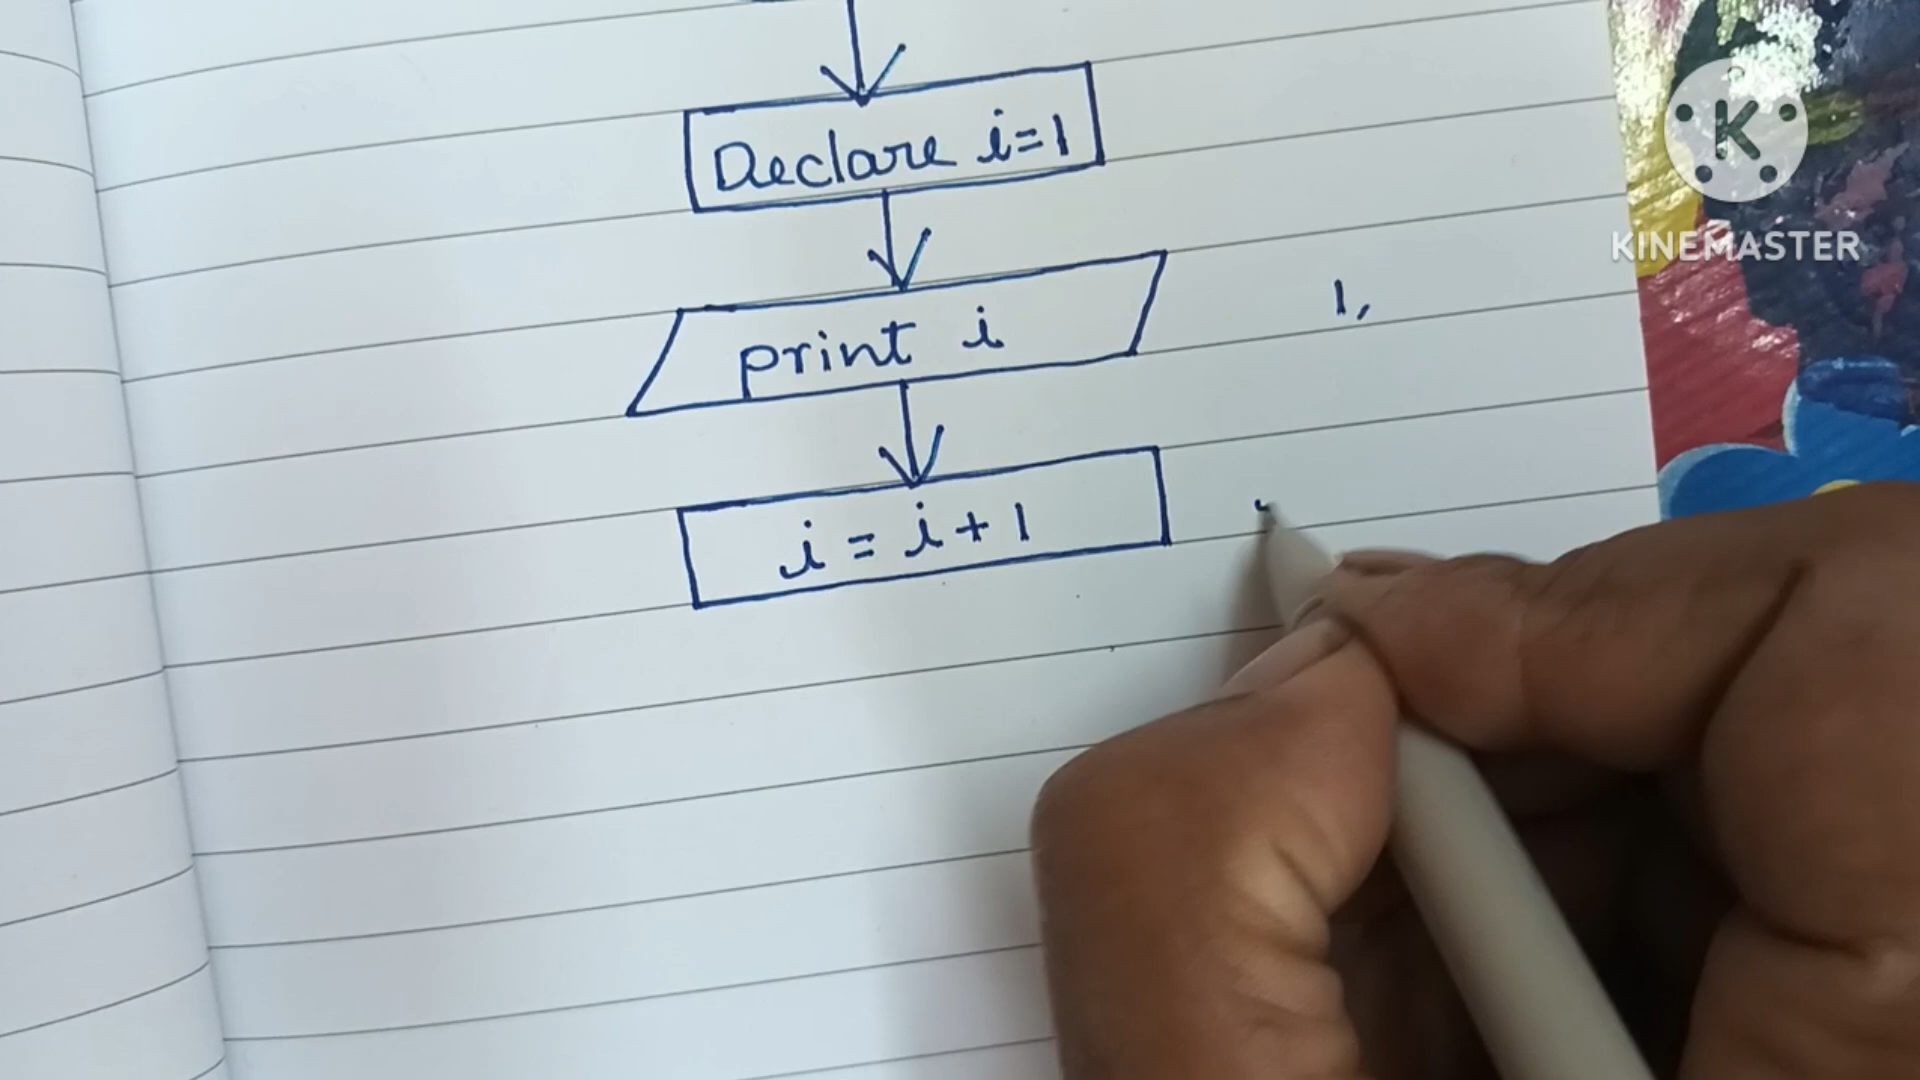 Declare i=1
print i
1,
i = i + 1
K
KINEMASTER